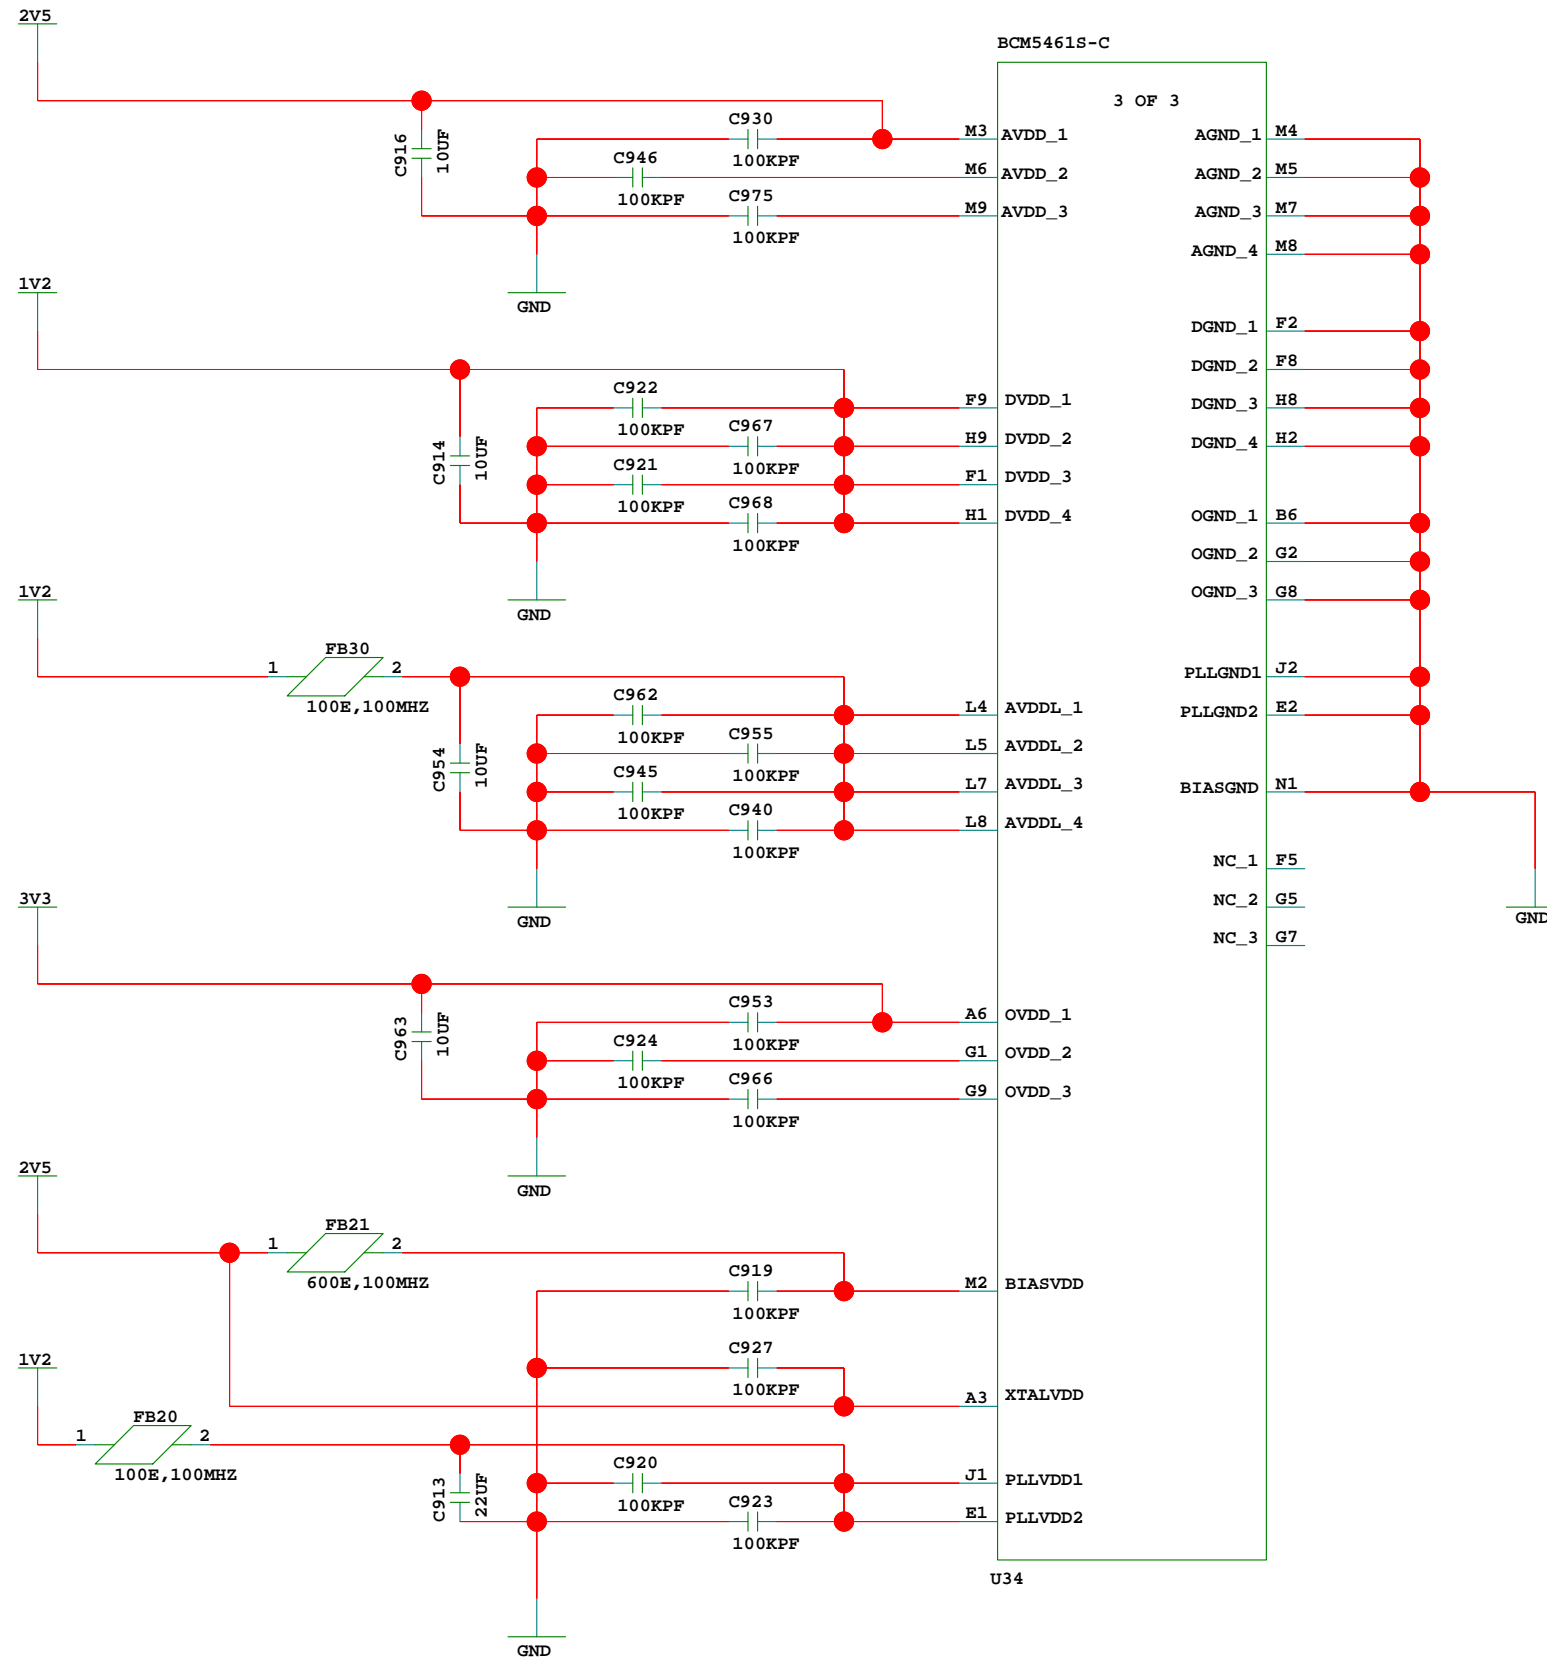 2V5
BCM5461S-C
3 OF 3
C916
10UF
C930
100KPF
M3 AVDD_1
AGND_1 M4
C946
100KPF
M6 AVDD_2
AGND_2 M5
C975
100KPF
M9 AVDD_3
AGND_3 M7
AGND_4 M8
GND
1V2
DGND_1 F2
DGND_2 F8
C914
10UF
C922
100KPF
F9 DVDD_1
DGND_3 H8
C967
100KPF
H9 DVDD_2
DGND_4 H2
C921
100KPF
F1 DVDD_3
C968
100KPF
H1 DVDD_4
OGND_1 B6
OGND_2 G2
OGND_3 G8
GND
1V2
1 FB30 2
100E,100MHZ
PLLGND1 J2
C954
10UF
C962
100KPF
L4 AVDDL_1
PLLGND2 E2
C955
100KPF
L5 AVDDL_2
C945
100KPF
L7 AVDDL_3
BIASGND N1
C940
100KPF
L8 AVDDL_4
NC_1 F5
NC_2 G5
NC_3 G7
GND
GND
3V3
C963
10UF
C953
100KPF
A6 OVDD_1
C924
100KPF
G1 OVDD_2
C966
100KPF
G9 OVDD_3
GND
2V5
1 FB21 2
600E,100MHZ
C919
100KPF
M2 BIASVDD
C927
100KPF
A3 XTALVDD
1V2
1 FB20 2
100E,100MHZ
C913
22UF
C920
100KPF
J1 PLLVDD1
C923
100KPF
E1 PLLVDD2
U34
GND